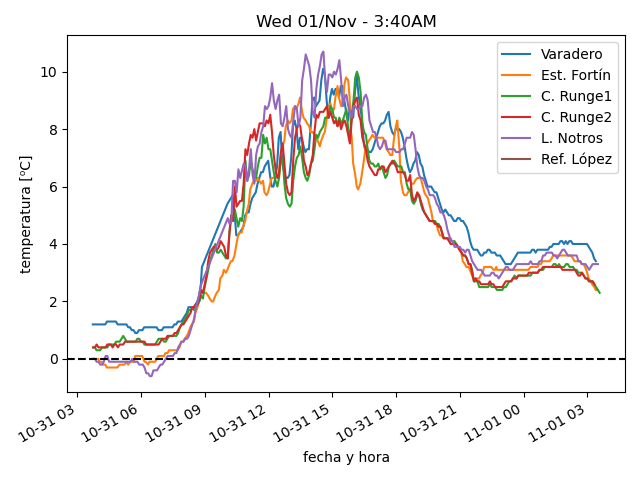 Wed 01/Nov - 3:40AM
Varadero
Est. Fortín
C. Runge1
C. Runge2
L. Notros
Ref. López
temperatura [ºC]
10
8
6
4
2
0
10-31 03
10-31 06
10-31 09
10-31 12
10-31 15
10-31 18
10-31 21
11-01 00
11-01 03
fecha y hora